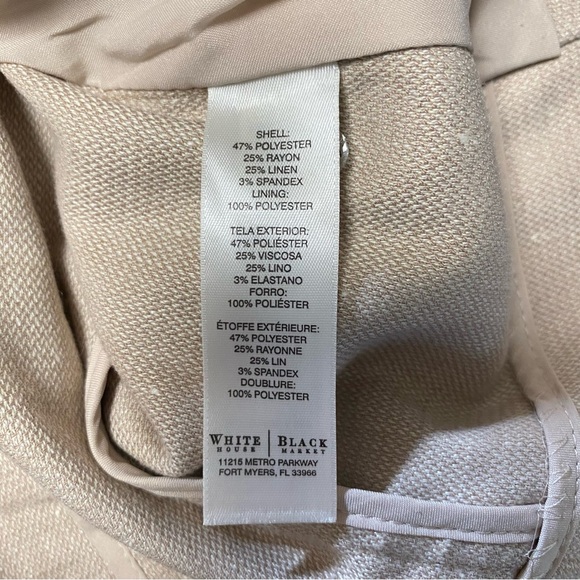 SHELL:
47% POLYESTER
25% RAYON
25% LINEN
3% SPANDEX
LINING:
100% POLYESTER
TELA EXTERIOR:
47% POLIÉSTER
25% VISCOSA
25% LINO
3% ELASTANO
FORRO:
100% POLIÉSTER
ÉTOFFE EXTÉRIEURE:
47% POLYESTER
25% RAYONNE
25% LIN
3% SPANDEX
DOUBLURE:
100% POLYESTER
WHITE | BLACK
HOUSE | MARKET
11215 METRO PARKWAY
FORT MYERS, FL 33966